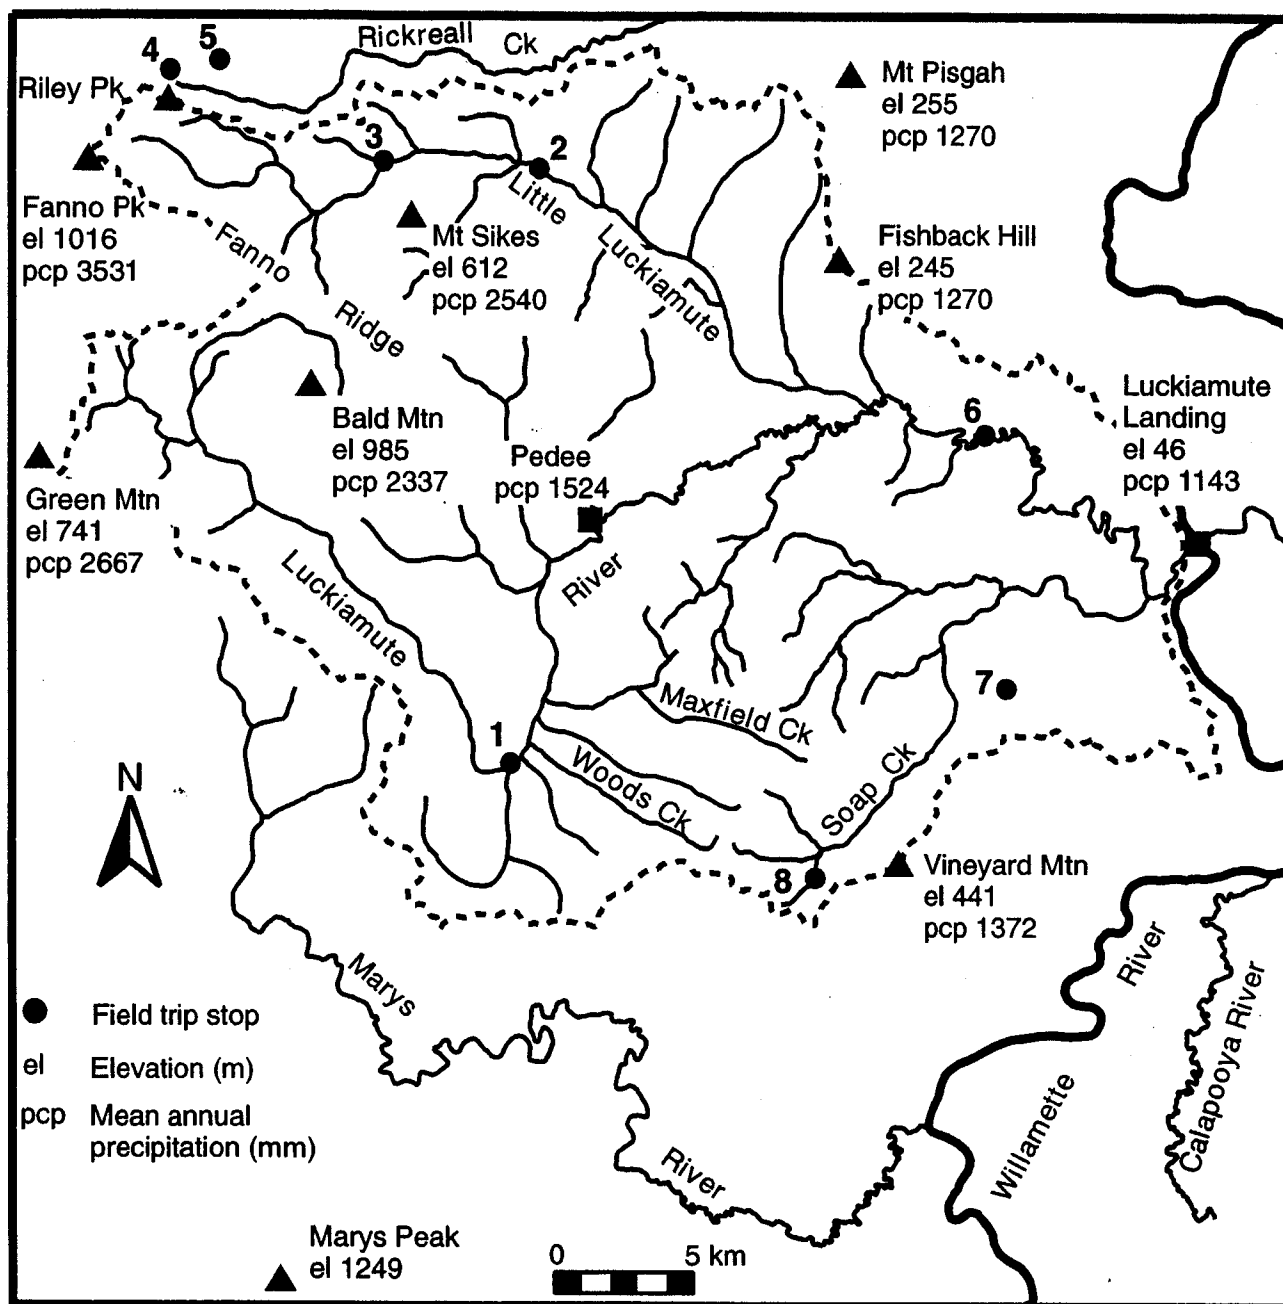 Rickreall Ck
5
4
Riley Pk
Mt Pisgah
el 255
pcp 1270
3
2
Little Luckiamute
Fanno Pk
el 1016
pcp 3531
Fanno Ridge
Mt Sikes
el 612
pcp 2540
Fishback Hill
el 245
pcp 1270
Bald Mtn
el 985
pcp 2337
Pedee
pcp 1524
6
Luckiamute
Landing
el 46
pcp 1143
Green Mtn
el 741
pcp 2667
Luckiamute River
7
Maxfield Ck
1
Woods Ck
Soap Ck
N
8
Vineyard Mtn
el 441
pcp 1372
Marys River
Willamette River
Calapooya River
Field trip stop
el Elevation (m)
pcp Mean annual
precipitation (mm)
Marys Peak
el 1249
0 5 km